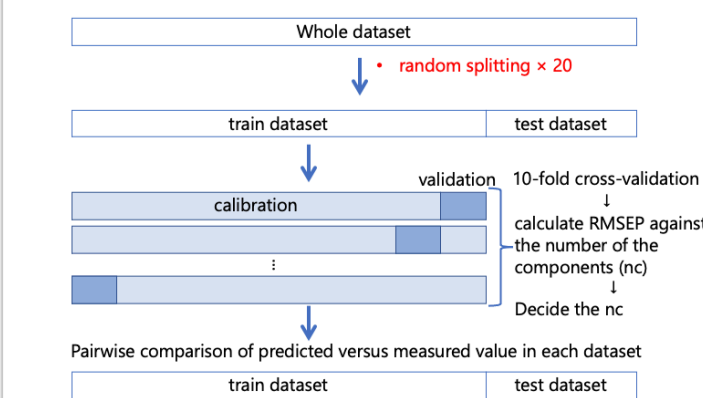 Whole dataset
• random splitting × 20
train dataset
test dataset
validation
10-fold cross-validation
calibration
↓
calculate RMSEP against
the number of the
components (nc)
⋮
↓
Decide the nc
Pairwise comparison of predicted versus measured value in each dataset
train dataset
test dataset